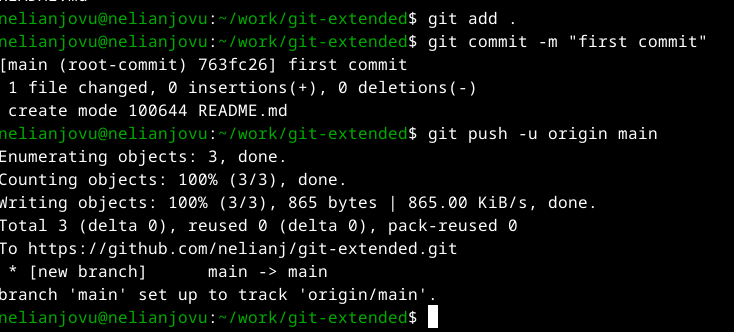 nelianjovu@nelianjovu:~/work/git-extended$ git add .
nelianjovu@nelianjovu:~/work/git-extended$ git commit -m "first commit"
[main (root-commit) 763fc26] first commit
 1 file changed, 0 insertions(+), 0 deletions(-)
 create mode 100644 README.md
nelianjovu@nelianjovu:~/work/git-extended$ git push -u origin main
Enumerating objects: 3, done.
Counting objects: 100% (3/3), done.
Writing objects: 100% (3/3), 865 bytes | 865.00 KiB/s, done.
Total 3 (delta 0), reused 0 (delta 0), pack-reused 0
To https://github.com/nelianj/git-extended.git
 * [new branch]      main -> main
branch 'main' set up to track 'origin/main'.
nelianjovu@nelianjovu:~/work/git-extended$